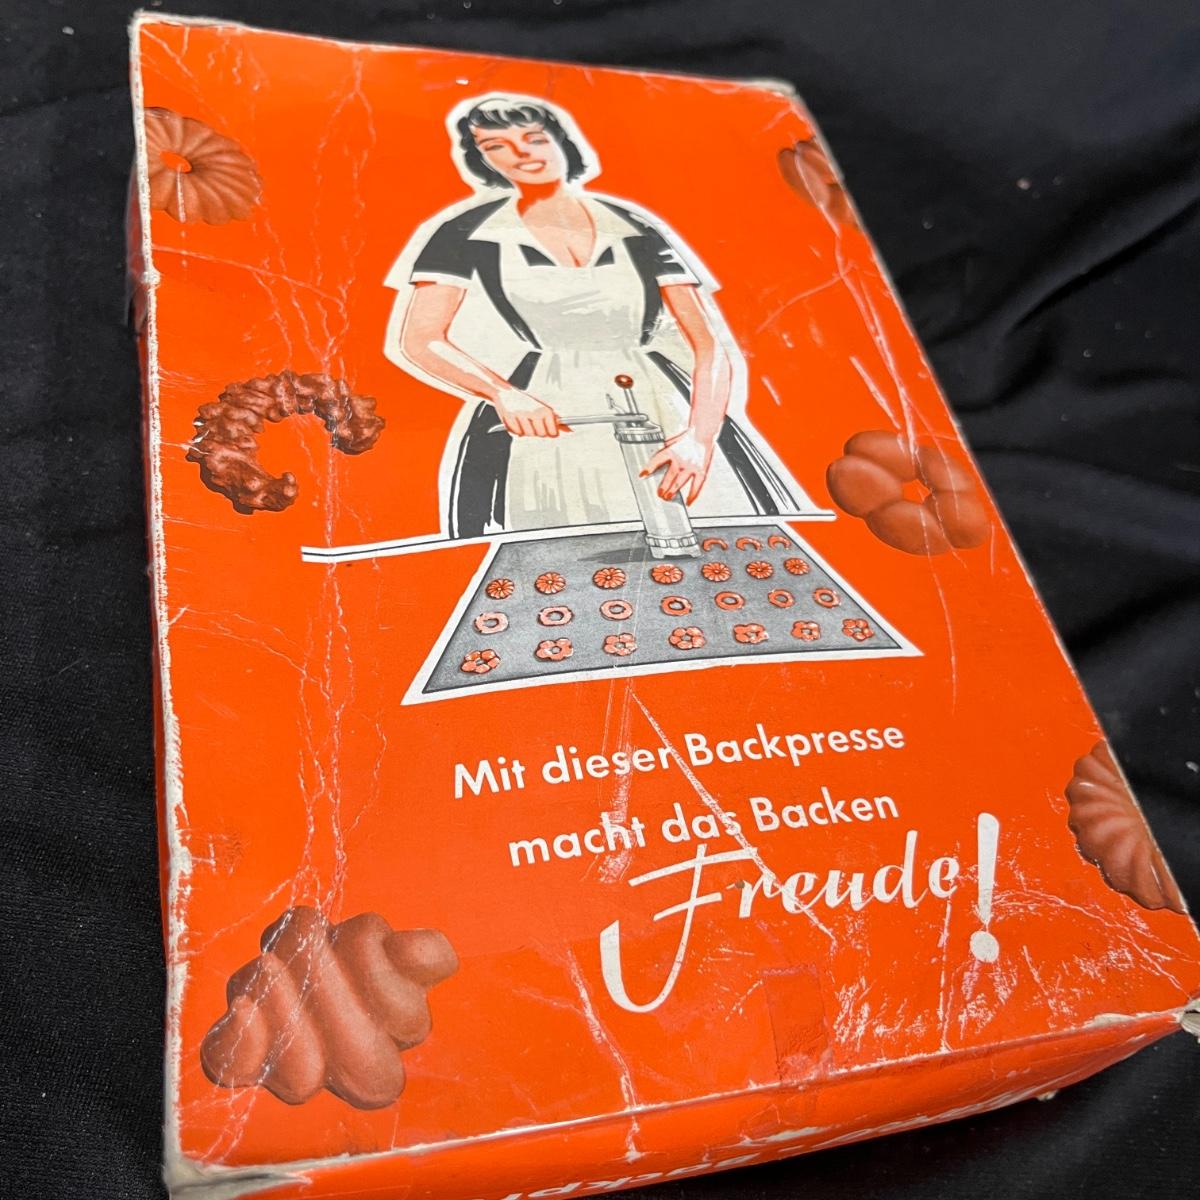 Mit dieser Backpresse
macht das Backen
Freude!